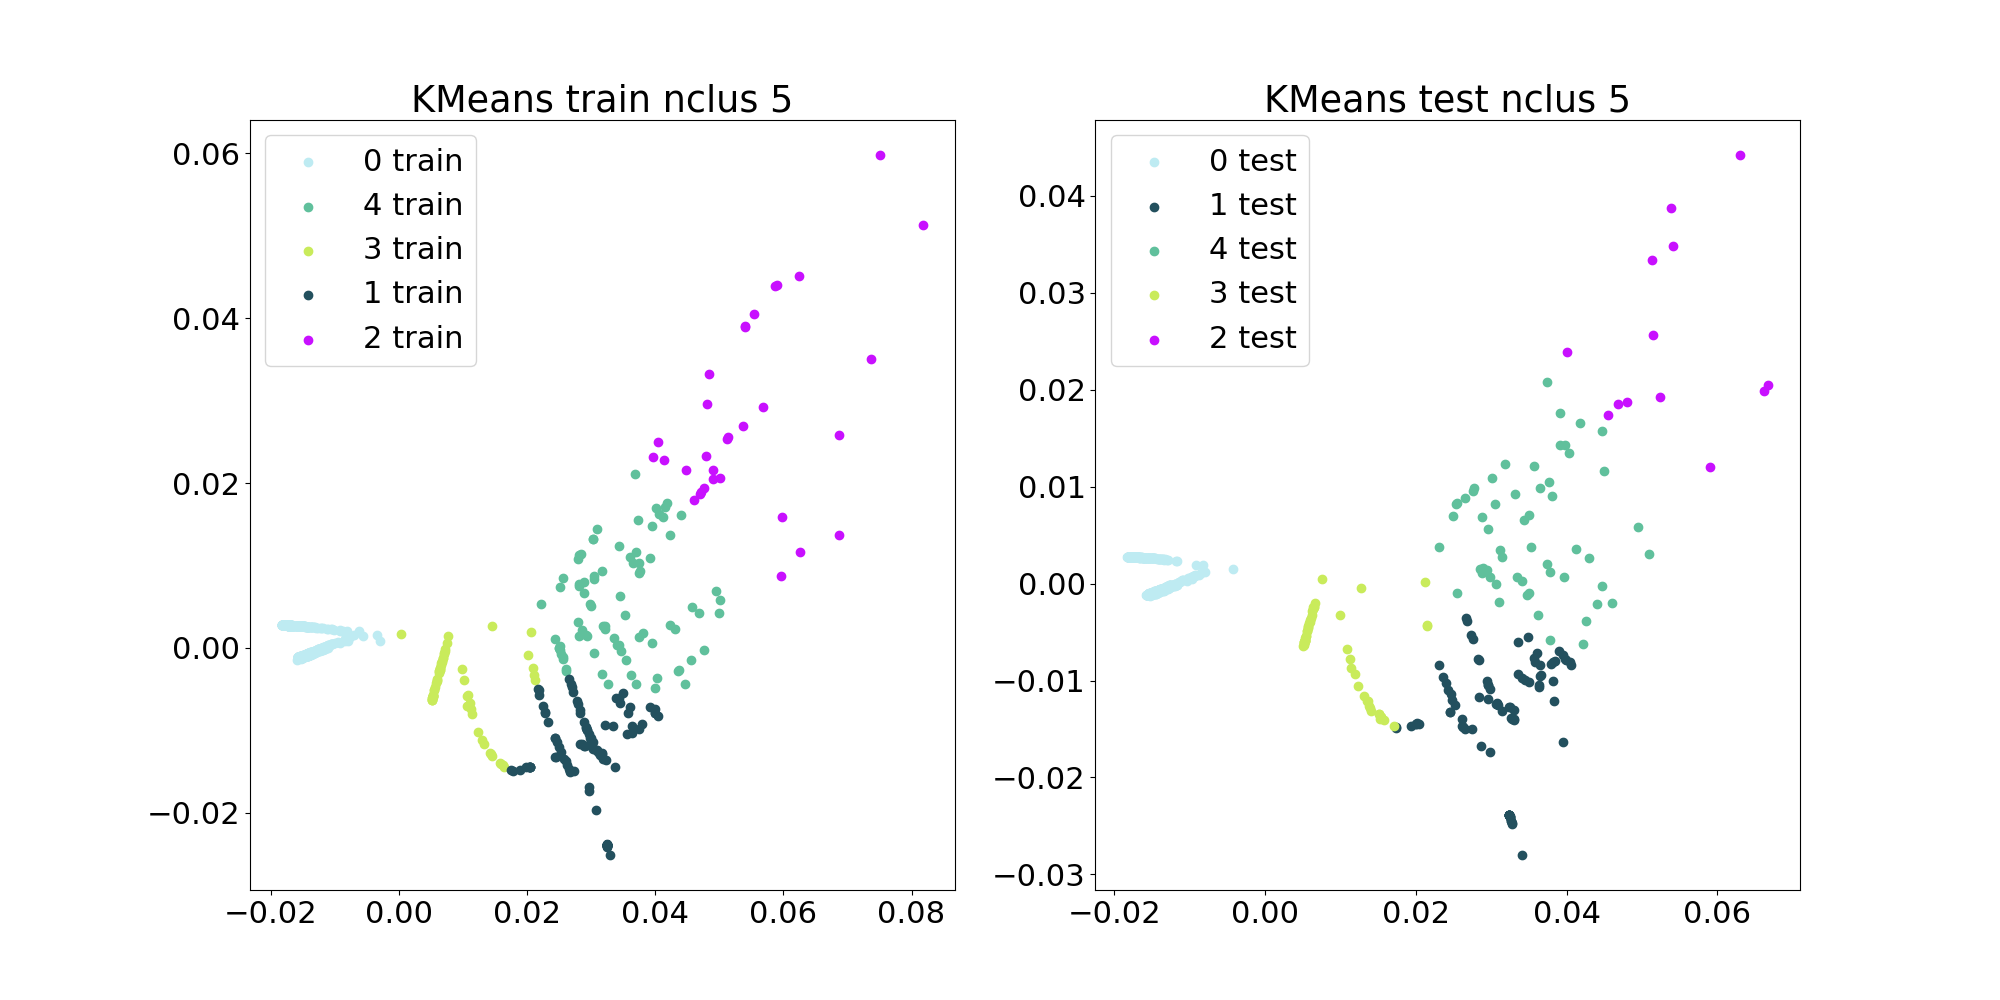 KMeans train nclus 5
0 train
4 train
3 train
1 train
2 train
0.06
0.04
0.02
0.00
−0.02
−0.02 0.00 0.02 0.04 0.06 0.08
KMeans test nclus 5
0 test
1 test
4 test
3 test
2 test
0.04
0.03
0.02
0.01
0.00
−0.01
−0.02
−0.03
−0.02 0.00 0.02 0.04 0.06